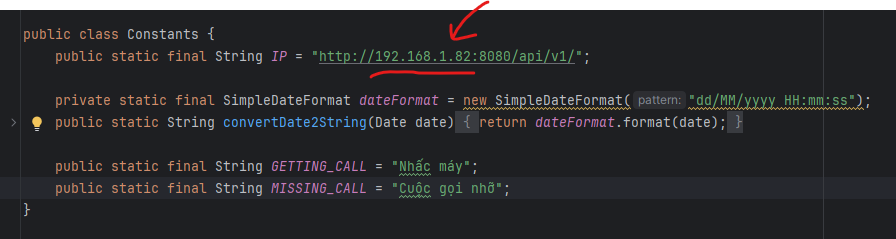 public class Constants {
public static final String IP = "http://192.168.1.82:8080/api/v1/";
private static final SimpleDateFormat dateFormat = new SimpleDateFormat( pattern: "dd/MM/yyyy HH:mm:ss");
public static String convertDate2String(Date date) { return dateFormat.format(date); }
public static final String GETTING_CALL = "Nhấc máy";
public static final String MISSING_CALL = "Cuộc gọi nhỡ";
}